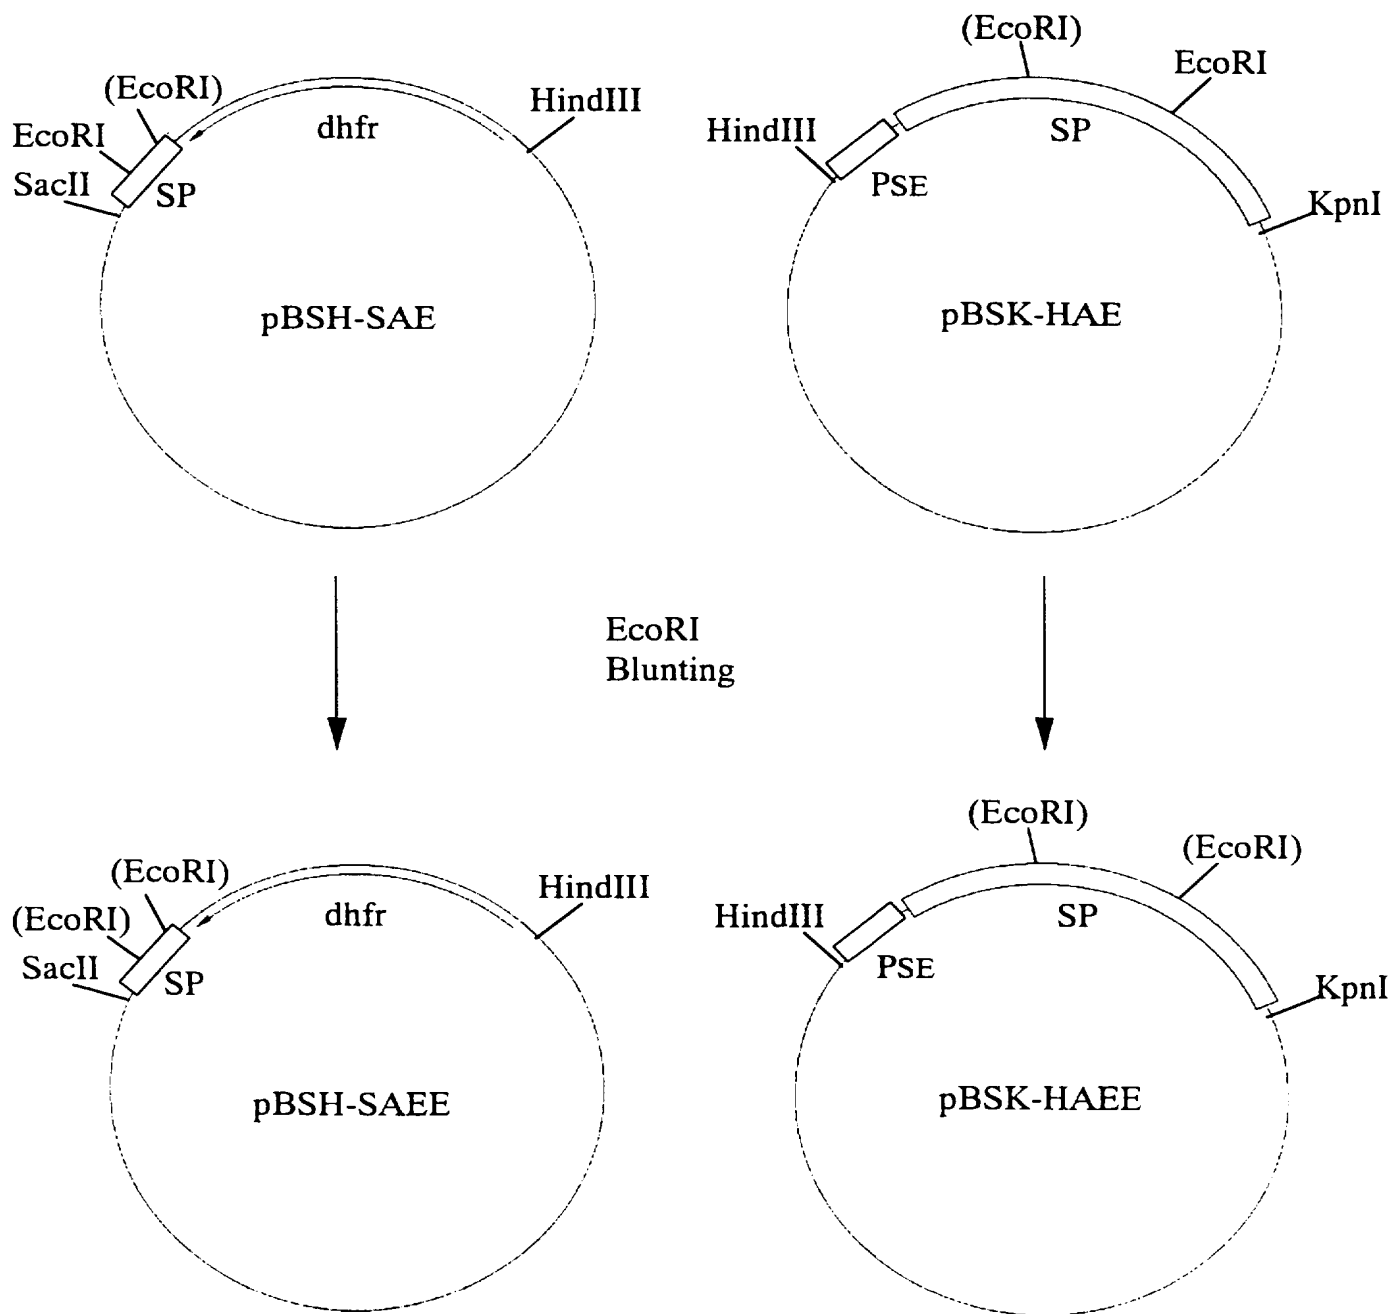 (EcoRI)
EcoRI
SacII
SP
dhfr
HindIII
pBSH-SAE
(EcoRI)
EcoRI
HindIII
PSE
SP
KpnI
pBSK-HAE
EcoRI
Blunting
(EcoRI)
(EcoRI)
SacII
SP
dhfr
HindIII
pBSH-SAEE
(EcoRI)
(EcoRI)
HindIII
PSE
SP
KpnI
pBSK-HAEE